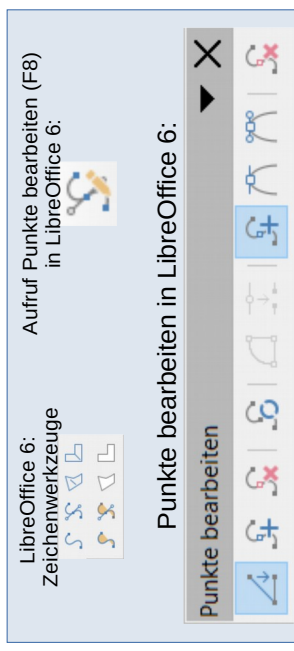 LibreOffice 6:
Zeichenwerkzeuge
Aufruf Punkte bearbeiten (F8)
in LibreOffice 6:
Punkte bearbeiten in LibreOffice 6:
Punkte bearbeiten